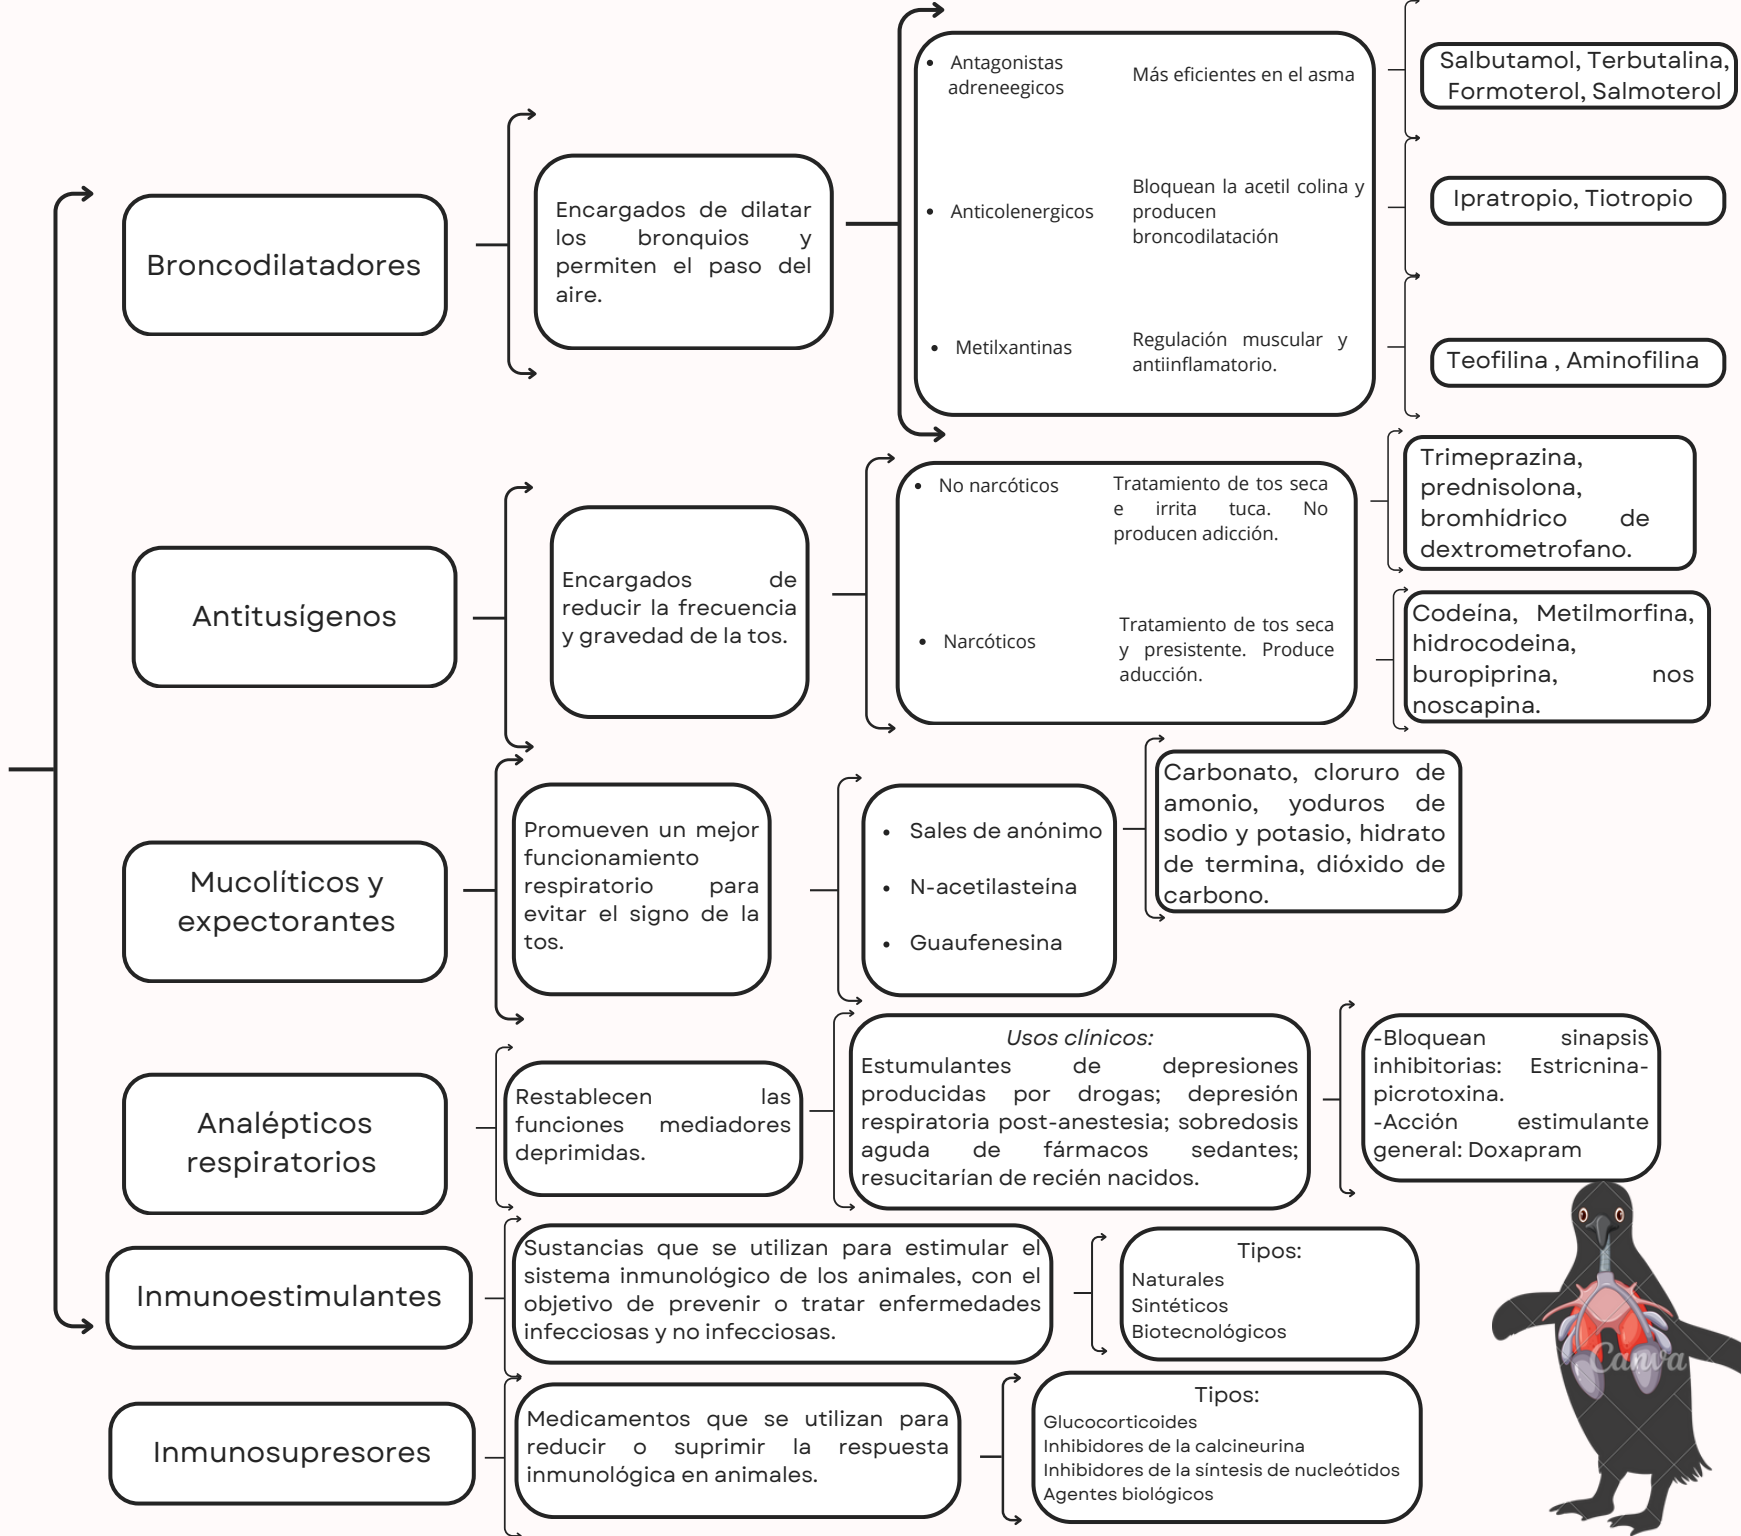 Broncodilatadores
Encargados de dilatar
los bronquios y
permiten el paso del
aire.
• Antagonistas
adreneegicos
Más eficientes en el asma
Salbutamol, Terbutalina,
Formoterol, Salmoterol
• Anticolenergicos
Bloquean la acetil colina y
producen
broncodilatación
Ipratropio, Tiotropio
• Metilxantinas
Regulación muscular y
antiinflamatorio.
Teofilina , Aminofilina
Antitusígenos
Encargados de
reducir la frecuencia
y gravedad de la tos.
• No narcóticos
Tratamiento de tos seca
e irrita tuca. No
producen adicción.
Trimeprazina,
prednisolona,
bromhídrico de
dextrometrofano.
• Narcóticos
Tratamiento de tos seca
y presistente. Produce
aducción.
Codeína, Metilmorfina,
hidrocodeina,
buropiprina, nos
noscapina.
Mucolíticos y
expectorantes
Promueven un mejor
funcionamiento
respiratorio para
evitar el signo de la
tos.
• Sales de anónimo
• N-acetilasteína
• Guaufenesina
Carbonato, cloruro de
amonio, yoduros de
sodio y potasio, hidrato
de termina, dióxido de
carbono.
Analépticos
respiratorios
Restablecen las
funciones mediadores
deprimidas.
Usos clínicos:
Estumulantes de depresiones
producidas por drogas; depresión
respiratoria post-anestesia; sobredosis
aguda de fármacos sedantes;
resucitarían de recién nacidos.
-Bloquean sinapsis
inhibitorias: Estricnina-
picrotoxina.
-Acción estimulante
general: Doxapram
Inmunoestimulantes
Sustancias que se utilizan para estimular el
sistema inmunológico de los animales, con el
objetivo de prevenir o tratar enfermedades
infecciosas y no infecciosas.
Tipos:
Naturales
Sintéticos
Biotecnológicos
Inmunosupresores
Medicamentos que se utilizan para
reducir o suprimir la respuesta
inmunológica en animales.
Tipos:
Glucocorticoides
Inhibidores de la calcineurina
Inhibidores de la síntesis de nucleótidos
Agentes biológicos
Canva